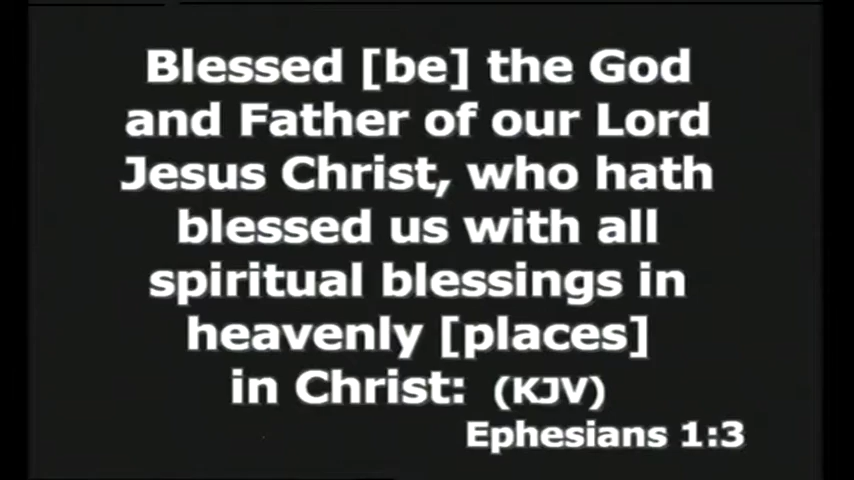 Blessed [be] the God
and Father of our Lord
Jesus Christ, who hath
blessed us with all
spiritual blessings in
heavenly [places]
in Christ: (KJV)
Ephesians 1:3